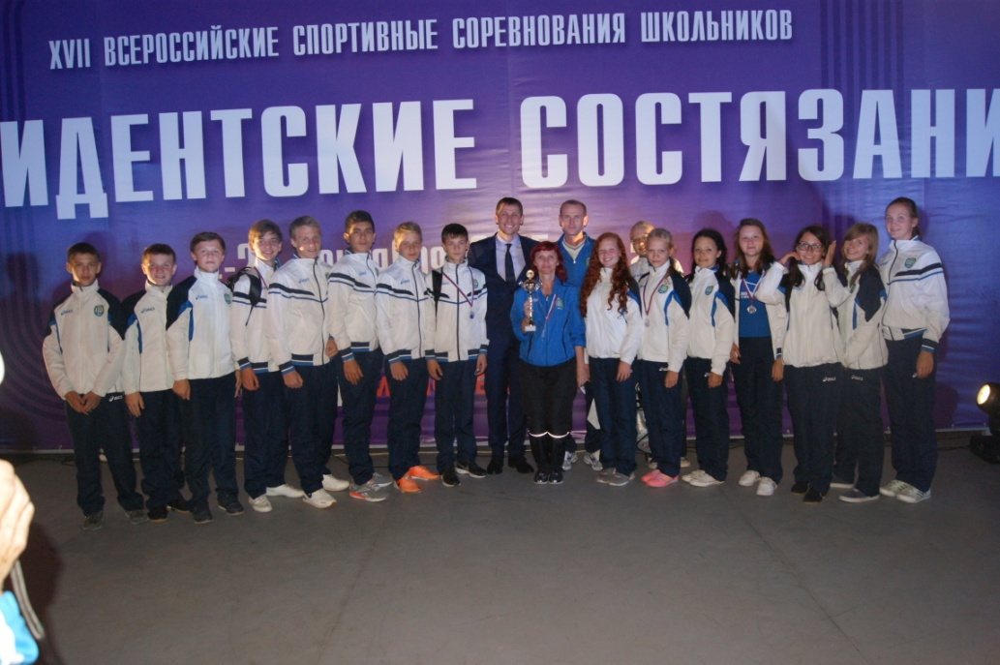 XVII ВСЕРОССИЙСКИЕ СПОРТИВНЫЕ СОРЕВНОВАНИЯ ШКОЛЬНИКОВ
ИДЕНТСКИЕ СОСТЯЗАНИ